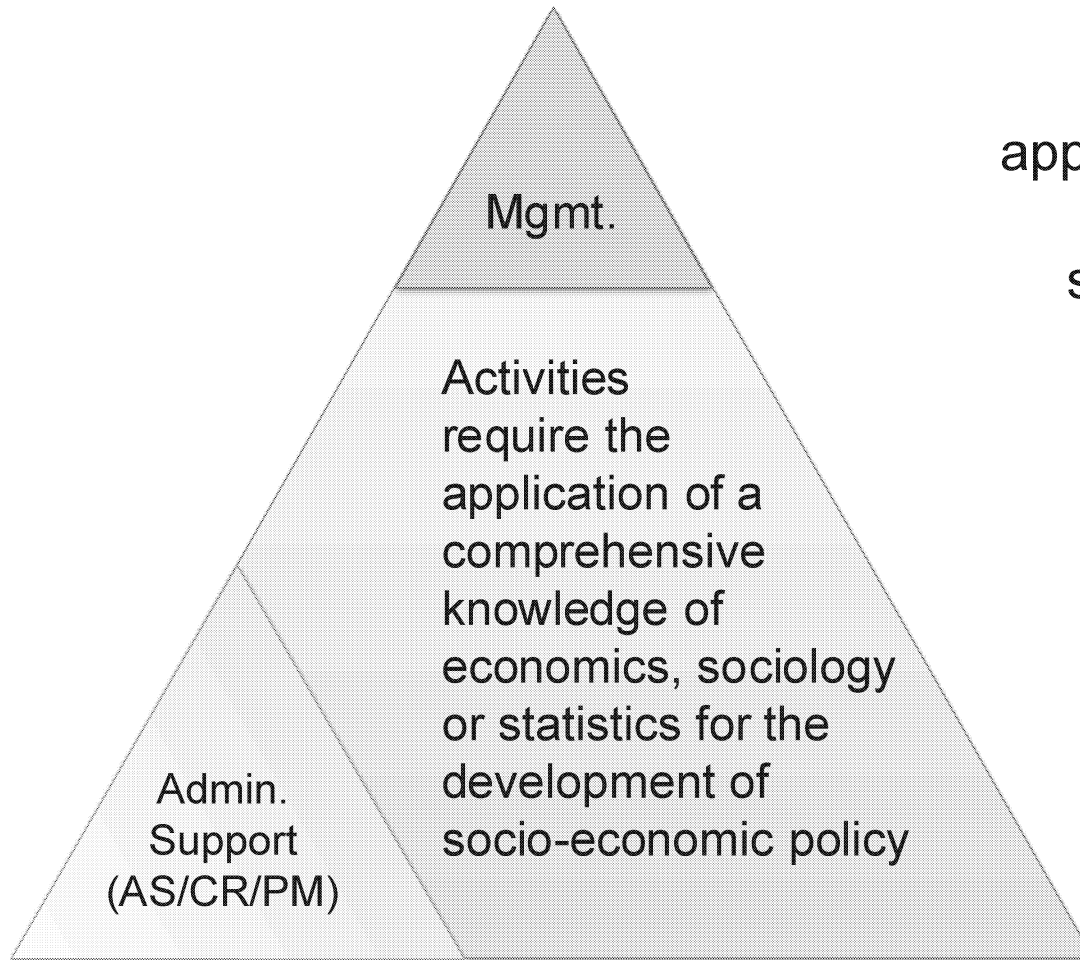 Mgmt.
Activities
require the
application of a
comprehensive
knowledge of
economics, sociology
or statistics for the
development of
socio-economic policy
Admin.
Support
(AS/CR/PM)